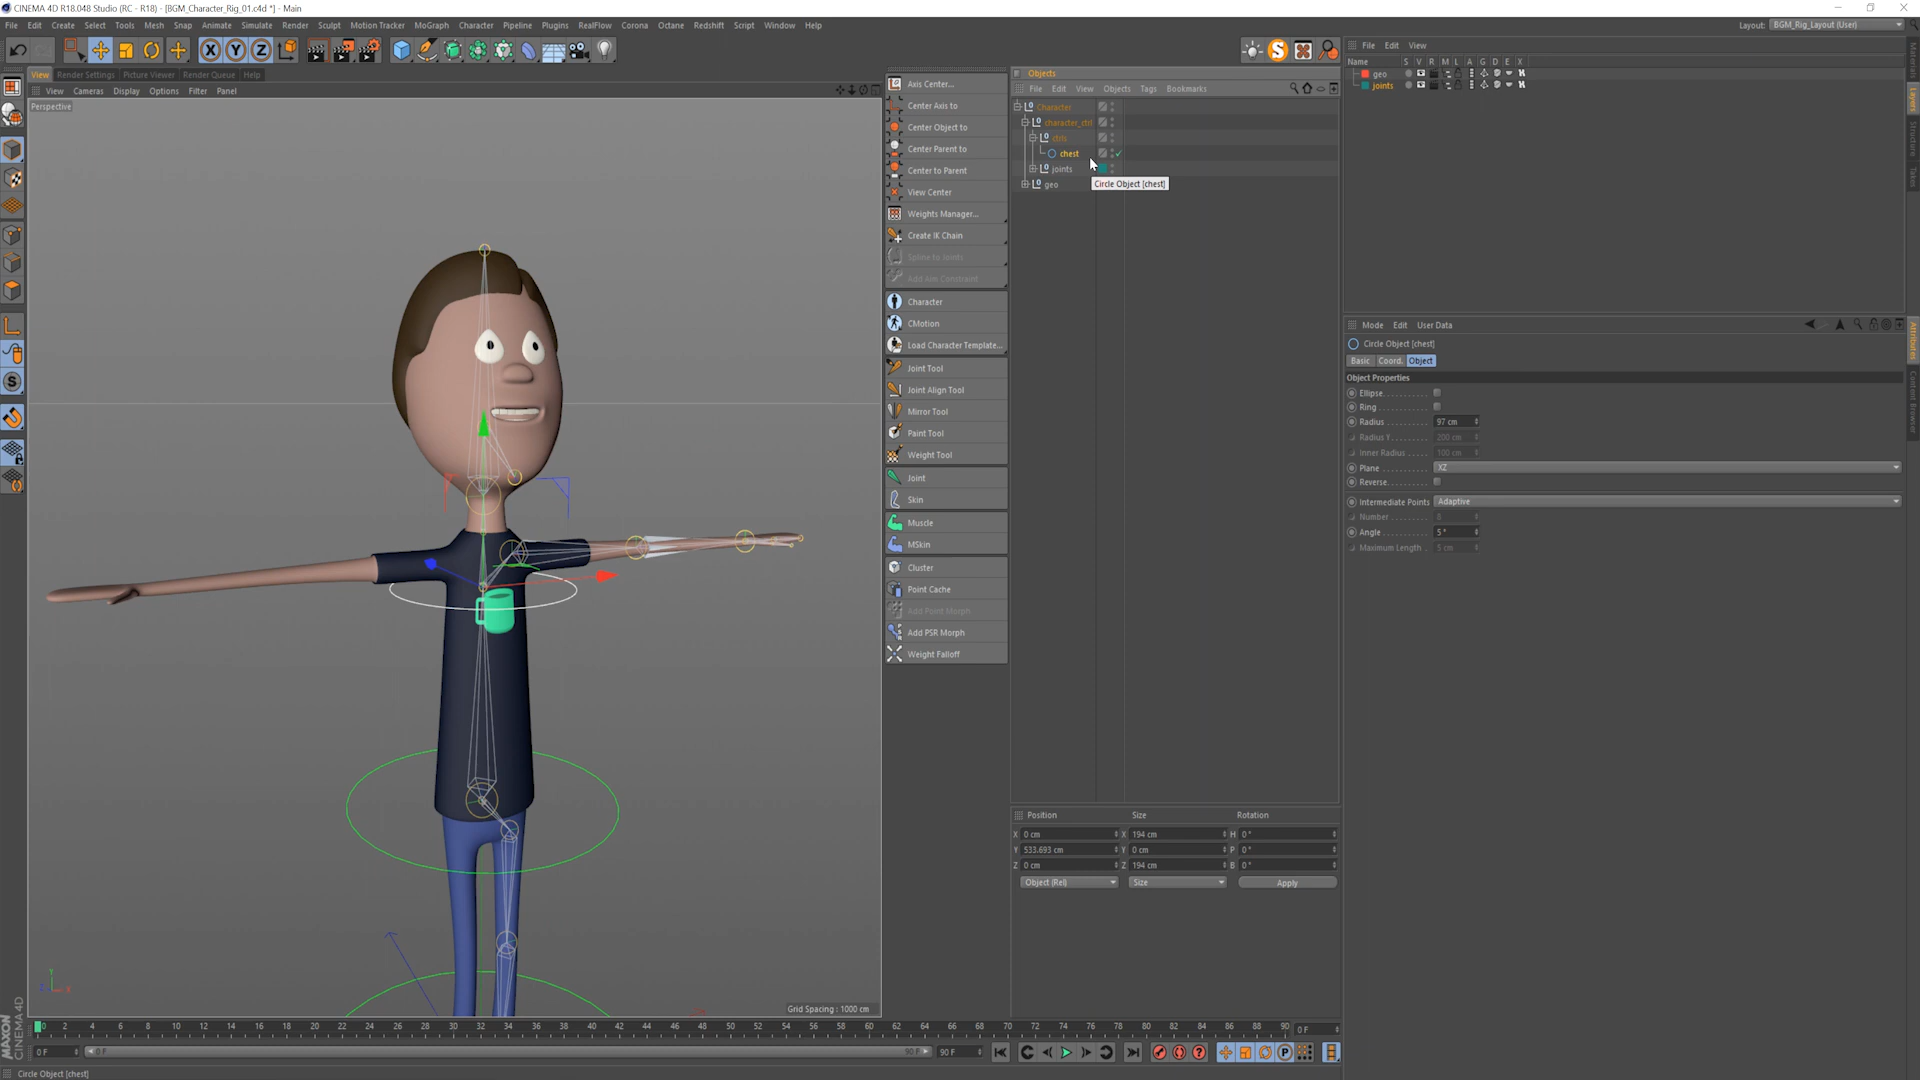 CINEMA 4D R18.048 Studio (RC - R18) - [BGM_Character_Rig_01.c4d *] - Main
File Edit Create Select Tools Mesh Snap Animate Simulate Render Sculpt Motion Tracker MoGraph Character Pipeline Plugins RealFlow Corona Octane Redshift Script Window Help
Layout: BGM_Rig_Layout (User)
View Render Settings Picture Viewer Render Queue Help
View Cameras Display Options Filter Panel
Perspective
Axis Center...
Center Axis to
Center Object to
Center Parent to
Center to Parent
View Center
Weights Manager...
Create IK Chain
Spline to Joints
Add Aim Constraint
Character
CMotion
Load Character Template...
Joint Tool
Joint Align Tool
Mirror Tool
Paint Tool
Weight Tool
Joint
Skin
Muscle
MSkin
Cluster
Point Cache
Add Point Morph
Add PSR Morph
Weight Falloff
Objects
File Edit View Objects Tags Bookmarks
Character
character_ctrl
ctrls
chest
joints
geo
Circle Object [chest]
Position Size Rotation
X 0 cm X 194 cm H 0 °
Y 533.693 cm Y 0 cm P 0 °
Z 0 cm Z 194 cm B 0 °
Object (Rel) Size Apply
File Edit View
Name S V R M L A G D E X
geo
joints
Mode Edit User Data
Circle Object [chest]
Basic Coord. Object
Object Properties
Ellipse
Ring
Radius 97 cm
Radius Y 200 cm
Inner Radius 100 cm
Plane XZ
Reverse
Intermediate Points Adaptive
Number 8
Angle 5 °
Maximum Length 5 cm
Materials
Layers
Structure
Takes
Attributes
Content Browser
Y
Z X
Grid Spacing : 1000 cm
0 2 4 6 8 10 12 14 16 18 20 22 24 26 28 30 32 34 36 38 40 42 44 46 48 50 52 54 56 58 60 62 64 66 68 70 72 74 76 78 80 82 84 86 88 90 0 F
0 F 0 F 90 F 90 F
MAXON CINEMA 4D
Circle Object [chest]